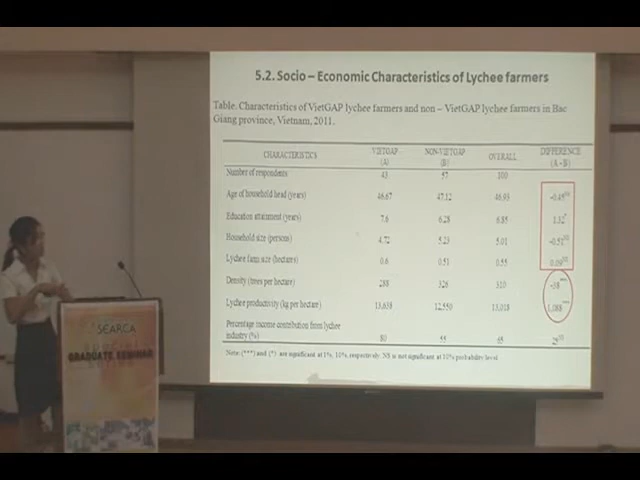 5.2. Socio – Economic Characteristics of Lychee farmers
Table. Characteristics of VietGAP lychee farmers and non – VietGAP lychee farmers in Bac
Giang province, Vietnam, 2011.
CHARACTERISTICS VIETGAP (A) NON-VIETGAP (B) OVERALL DIFFERENCE (A - B)
Number of respondents 43 57 100
Age of household head (years) 46.67 47.12 46.93 -0.45NS
Education attainment (years) 7.6 6.28 6.85 1.32*
Household size (persons) 4.72 5.23 5.01 -0.51NS
Lychee farm size (hectares) 0.6 0.51 0.55 0.09NS
Density (trees per hectare) 288 326 310 -38***
Lychee productivity (kg per hectare) 13,638 12,550 13,018 1,088***
Percentage income contribution from lychee
industry (%) 80 55 65 25NS
Note: (***) and (*) are significant at 1%, 10%, respectively. NS is not significant at 10% probability level
SEARCA
GRADUATE SEMINAR